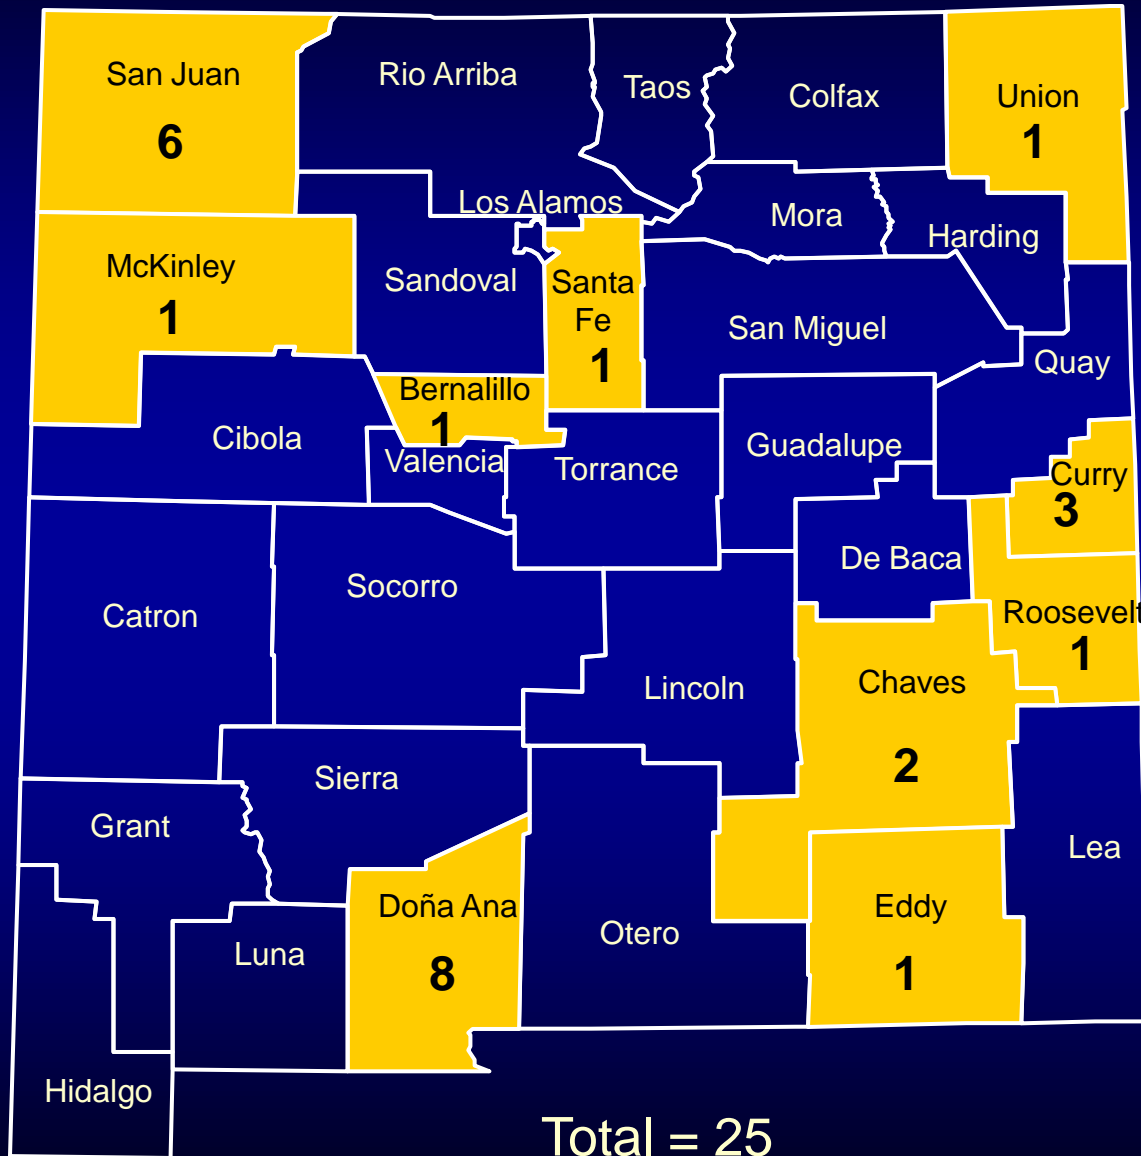 San Juan
6
Rio Arriba
Taos
Colfax
Union
1
Los Alamos
Mora
Harding
McKinley
1
Sandoval
Santa
Fe
1
San Miguel
Quay
Bernalillo
1
Cibola
Valencia
Torrance
Guadalupe
Curry
3
De Baca
Catron
Socorro
Roosevelt
1
Lincoln
Chaves
2
Sierra
Grant
Lea
Doña Ana
8
Eddy
1
Otero
Luna
Hidalgo
Total = 25